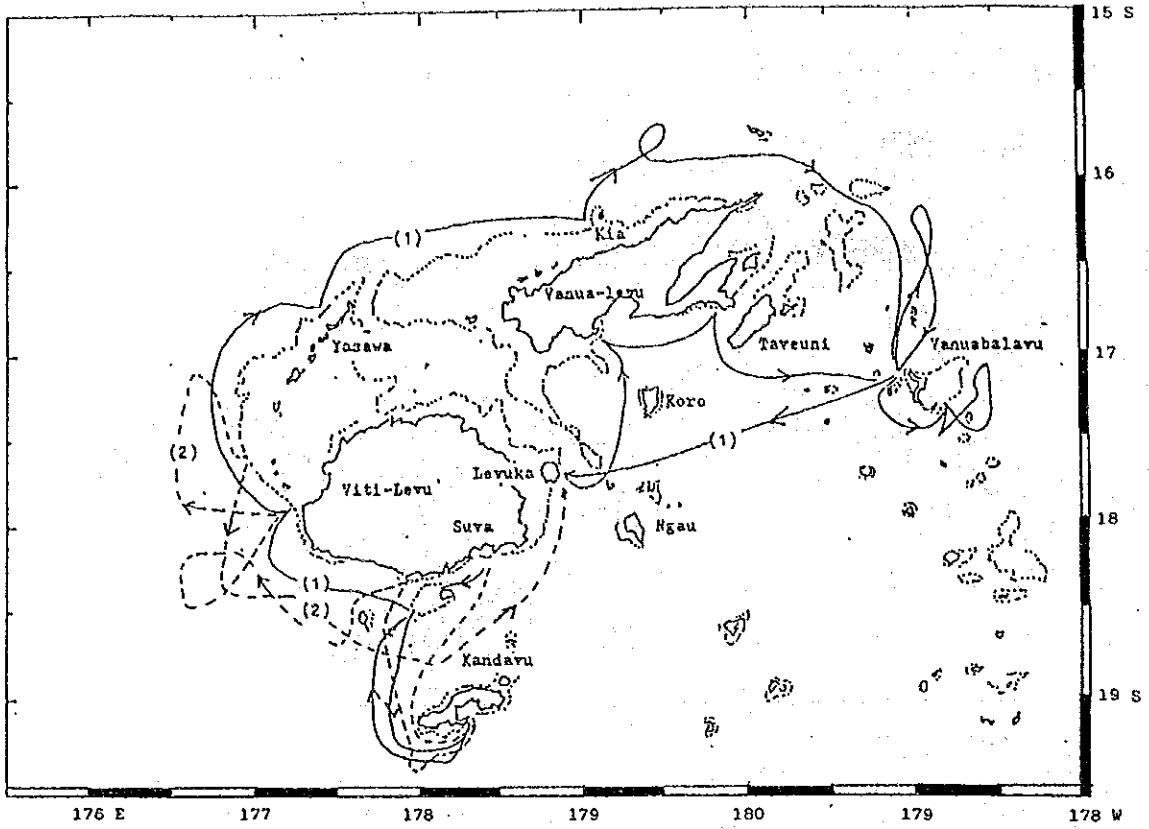 15 S
16
Kia
(1)
Vanua-levu
Yasawa
Taveuni
Vanuabalavu
17
Koro
(1)
(2)
Levuka
Viti-Levu
Suva
Ngau
18
(1)
(2)
Kandavu
19 S
176 E
177
178
179
180
179
178 W